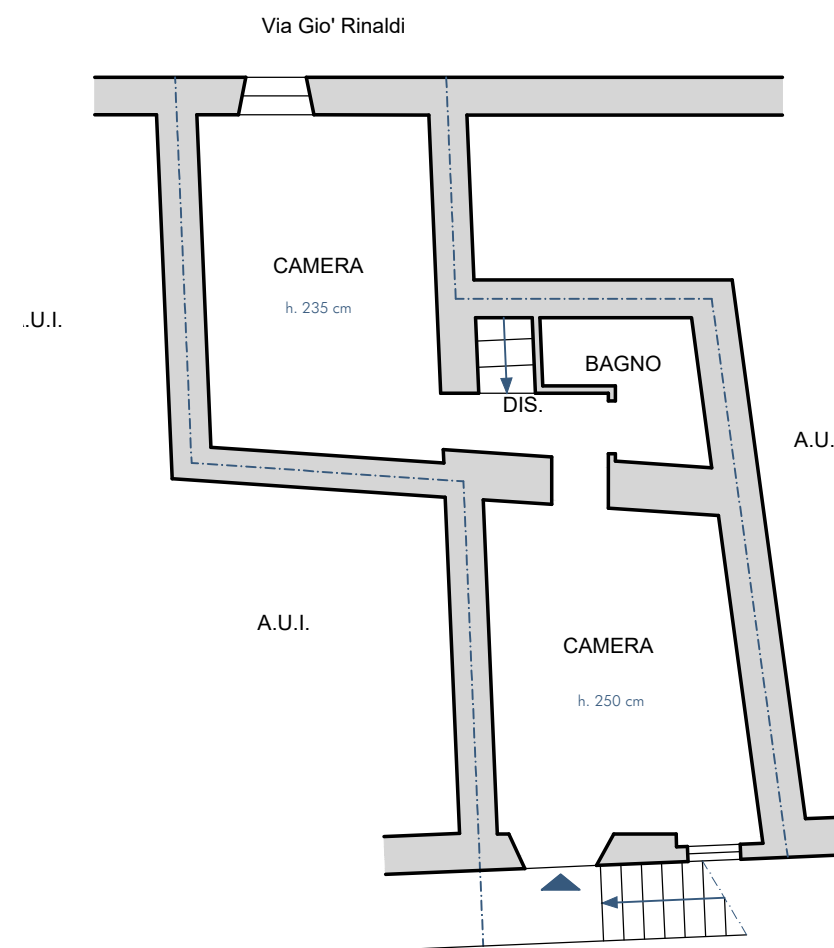 Via Gio' Rinaldi
CAMERA
h. 235 cm
.U.I.
BAGNO
DIS.
A.U.
A.U.I.
CAMERA
h. 250 cm